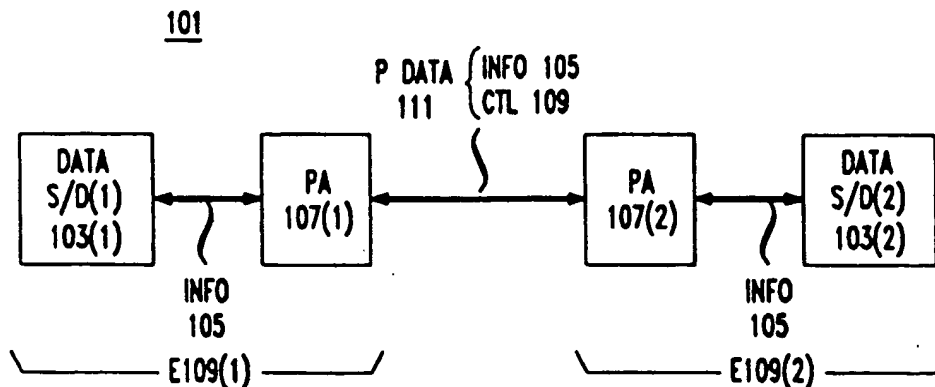 101
P DATA
111
INFO 105
CTL 109
DATA
S/D(1)
103(1)
PA
107(1)
PA
107(2)
DATA
S/D(2)
103(2)
INFO
105
INFO
105
E109(1)
E109(2)